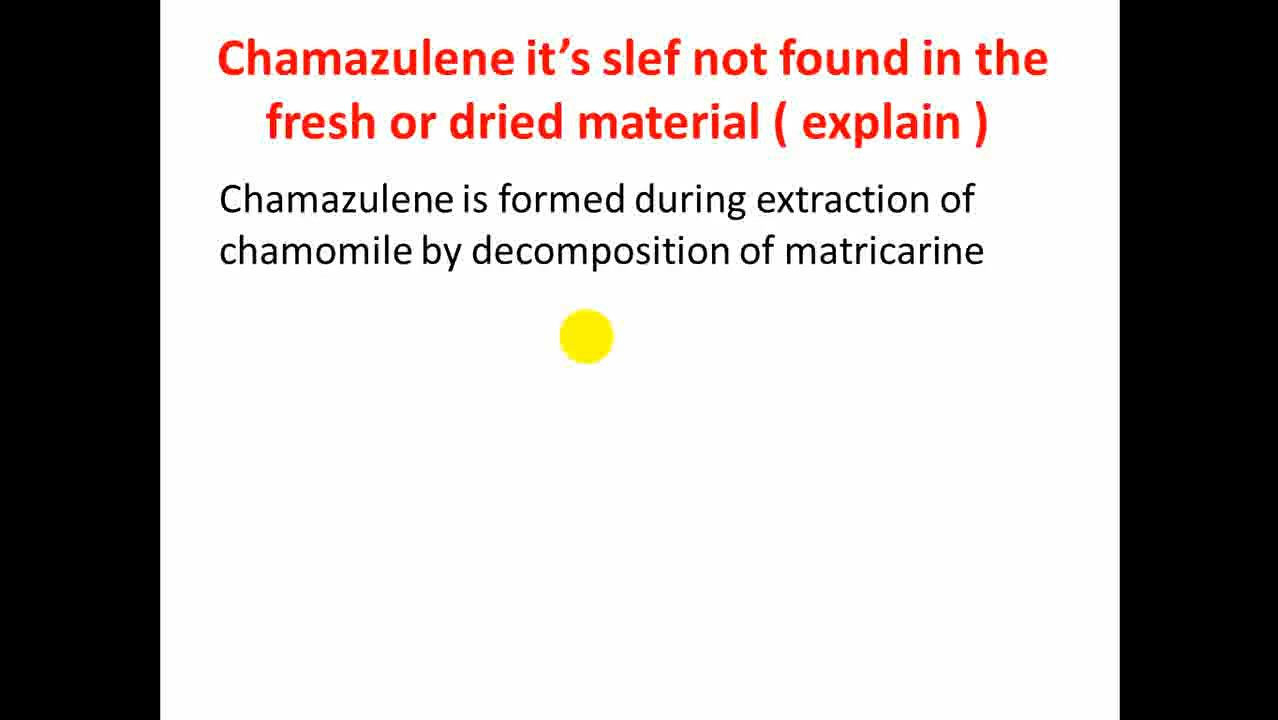 Chamazulene it’s slef not found in the
fresh or dried material ( explain )
Chamazulene is formed during extraction of
chamomile by decomposition of matricarine